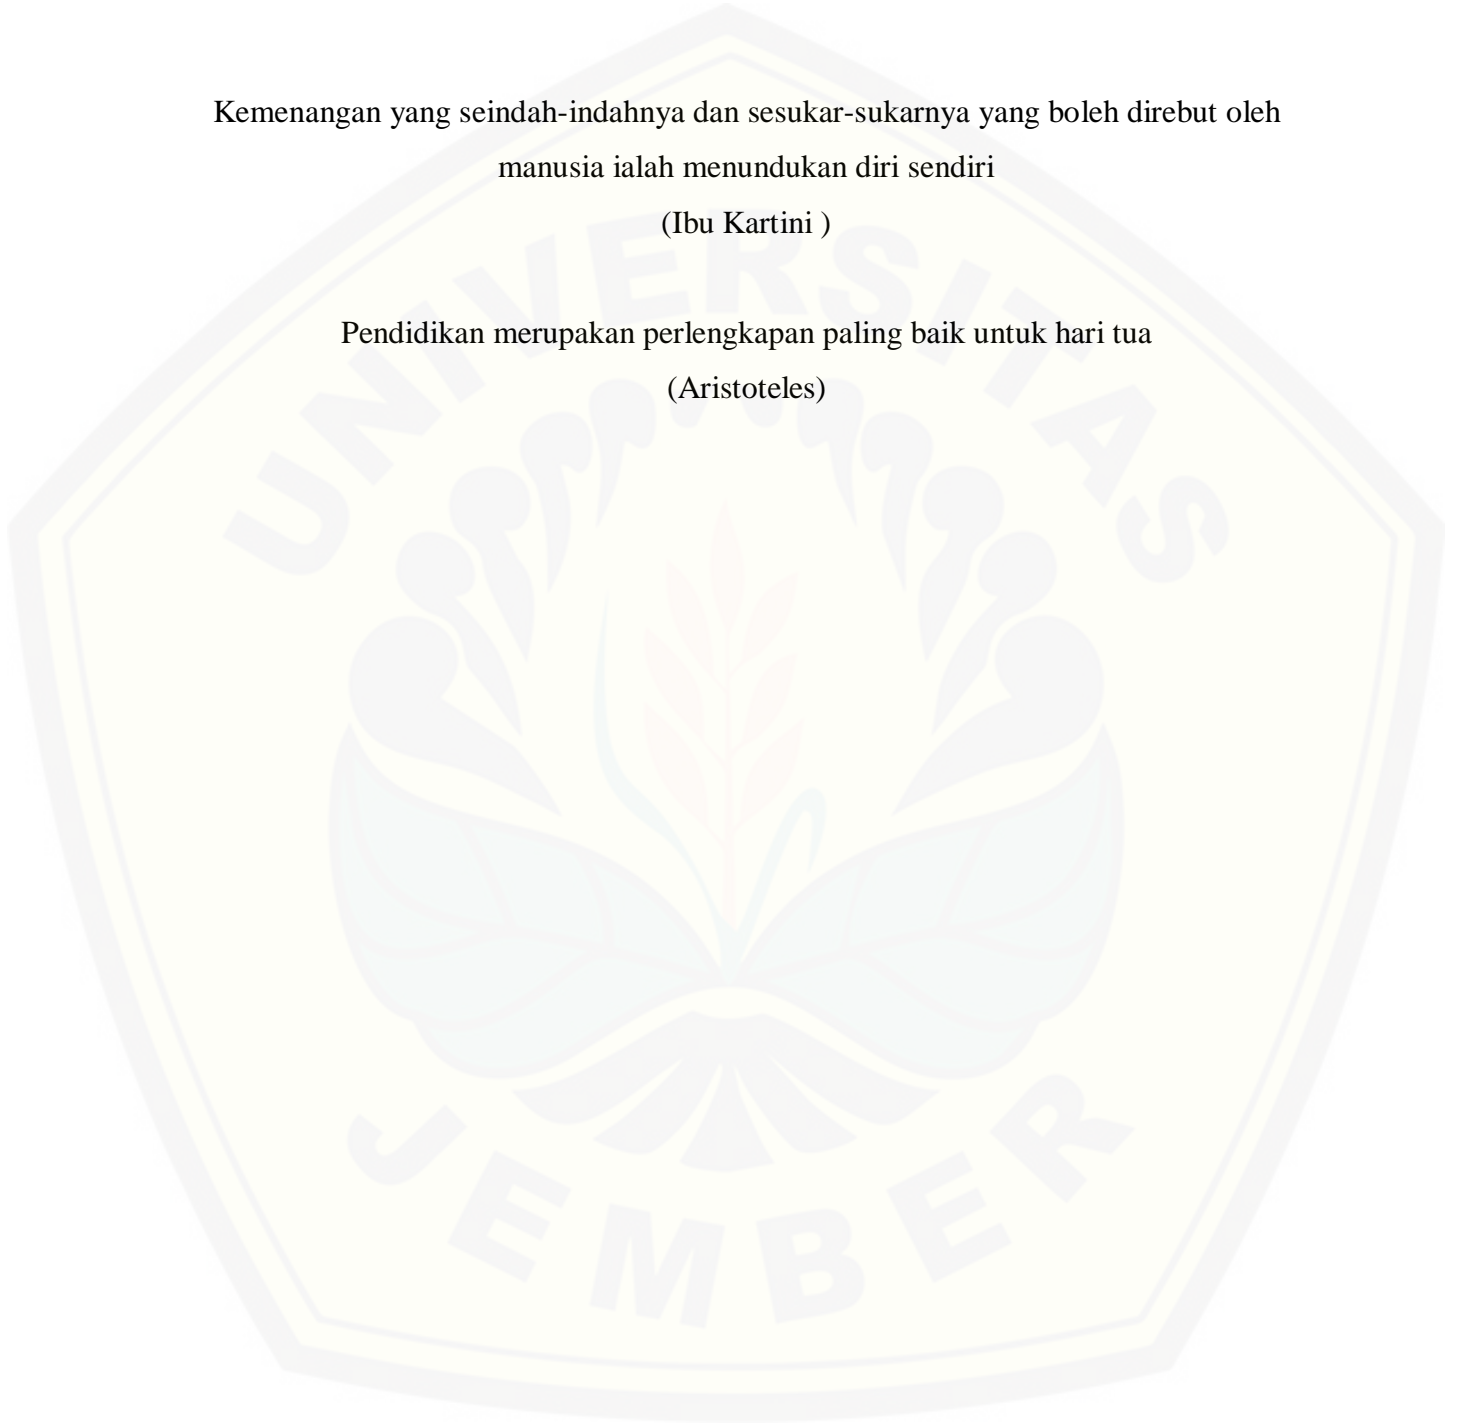 Kemenangan yang seindah-indahnya dan sesukar-sukarnya yang boleh direbut oleh
manusia ialah menundukan diri sendiri
(Ibu Kartini )
Pendidikan merupakan perlengkapan paling baik untuk hari tua
(Aristoteles)
UNIVERSITAS
JEMBER